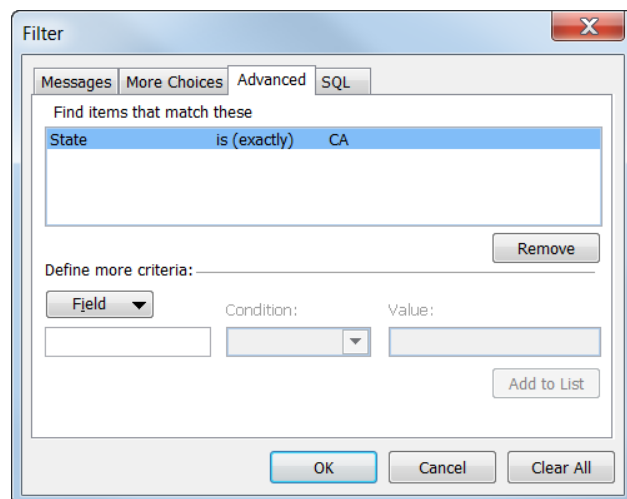 Filter
Messages More Choices Advanced SQL
Find items that match these
State is (exactly) CA
Remove
Define more criteria:
Field
Condition: Value:
Add to List
OK Cancel Clear All